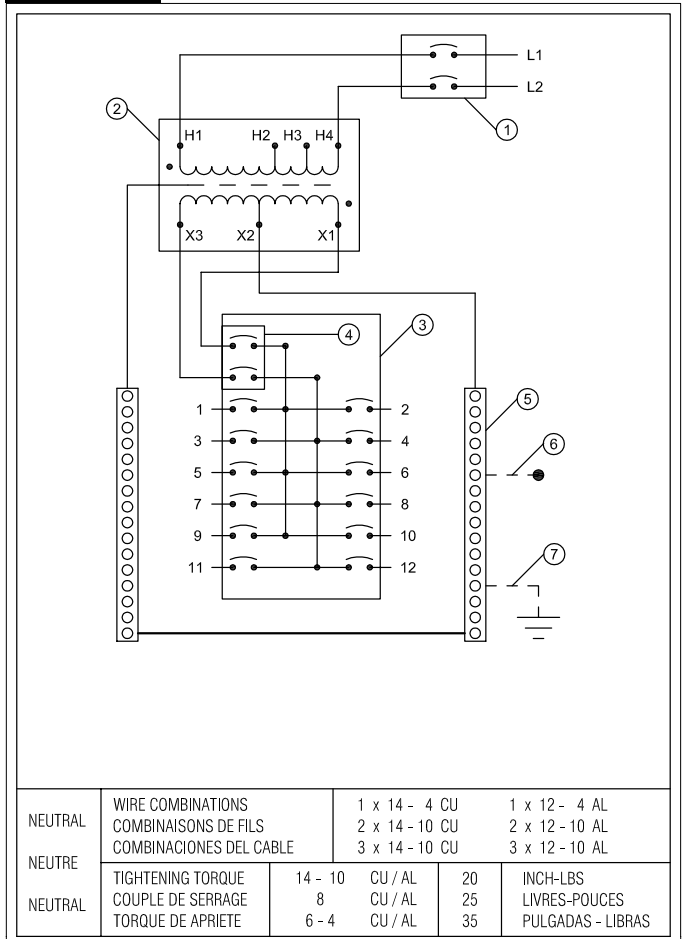 L1
L2
1
2
H1 H2 H3 H4
X3 X2 X1
3
4
5
6
7
1 2
3 4
5 6
7 8
9 10
11 12
NEUTRAL
NEUTRE
NEUTRAL
WIRE COMBINATIONS 1 x 14 - 4 CU 1 x 12 - 4 AL
COMBINAISONS DE FILS 2 x 14 - 10 CU 2 x 12 - 10 AL
COMBINACIONES DEL CABLE 3 x 14 - 10 CU 3 x 12 - 10 AL
TIGHTENING TORQUE 14 - 10 CU / AL 20 INCH-LBS
COUPLE DE SERRAGE 8 CU / AL 25 LIVRES-POUCES
TORQUE DE APRIETE 6 - 4 CU / AL 35 PULGADAS - LIBRAS